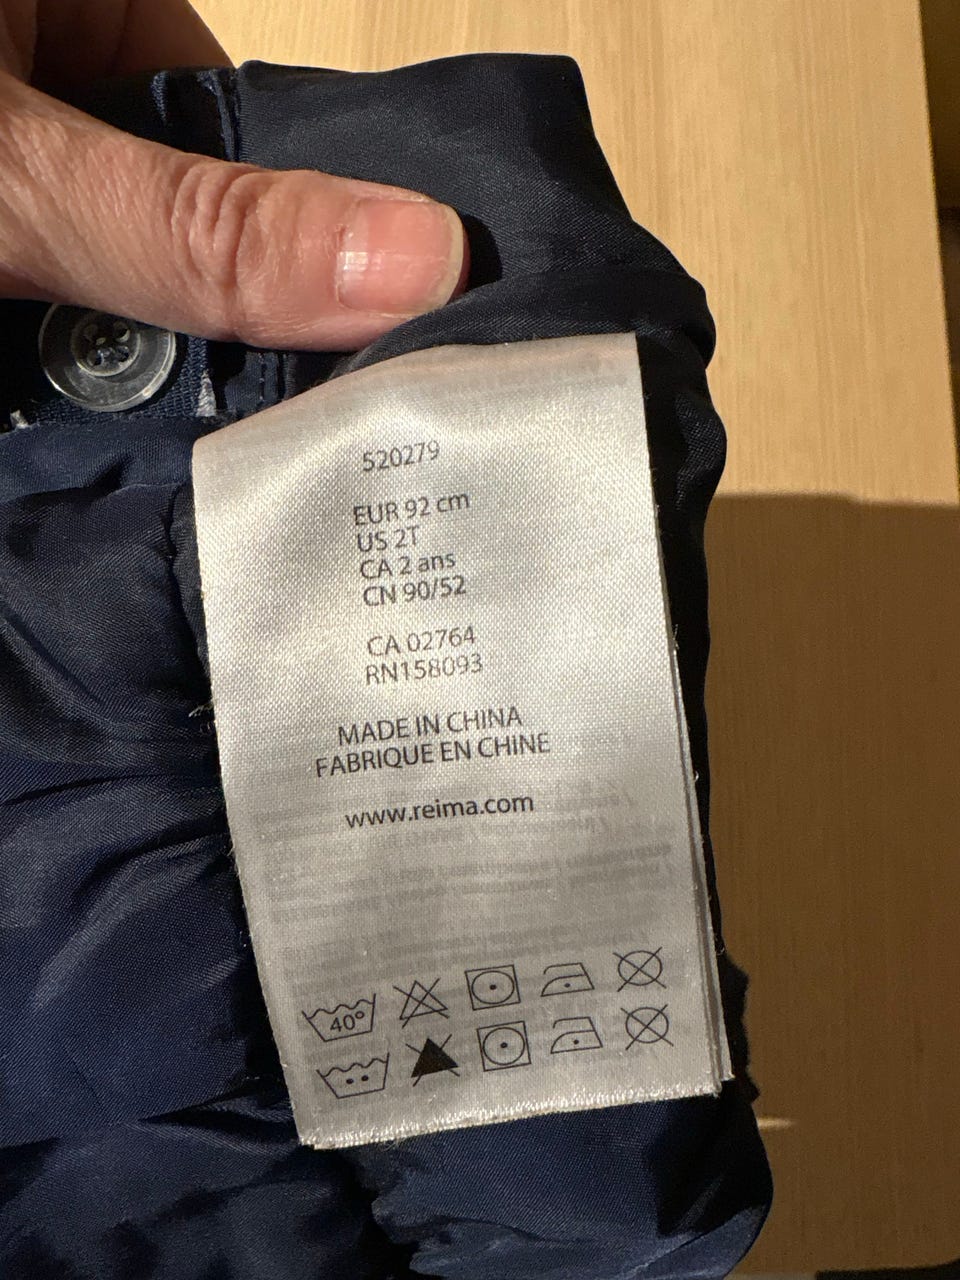 520279
EUR 92 cm
US 2T
CA 2 ans
CN 90/52
CA 02764
RN158093
MADE IN CHINA
FABRIQUE EN CHINE
www.reima.com
40°